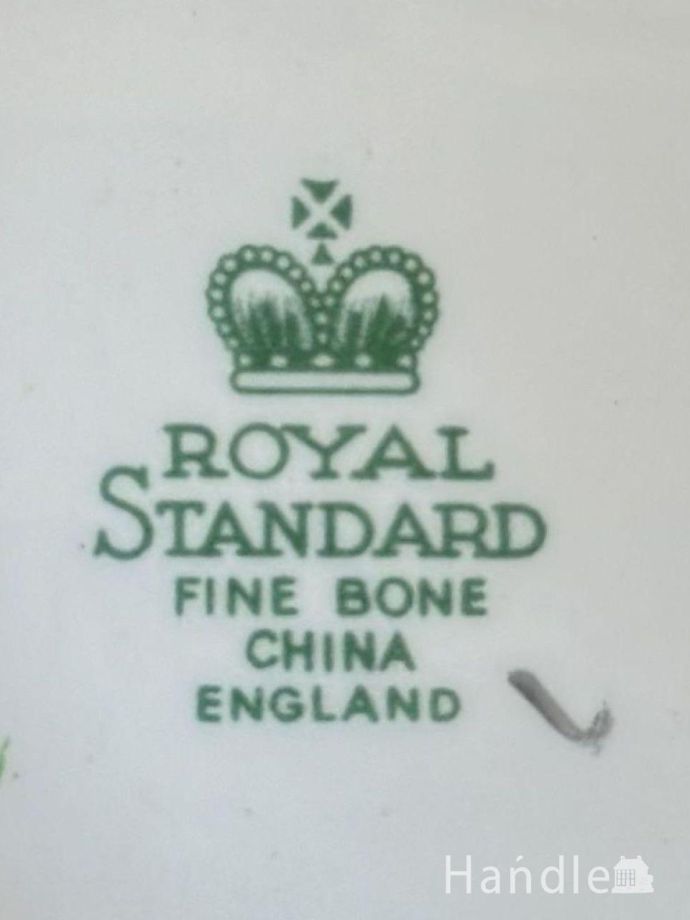 ROYAL
STANDARD
FINE BONE
CHINA
ENGLAND
Handle